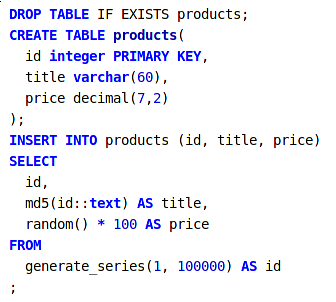 DROP TABLE IF EXISTS products;
CREATE TABLE products(
  id integer PRIMARY KEY,
  title varchar(60),
  price decimal(7,2)
);
INSERT INTO products (id, title, price)
SELECT
  id,
  md5(id::text) AS title,
  random() * 100 AS price
FROM
  generate_series(1, 100000) AS id
;